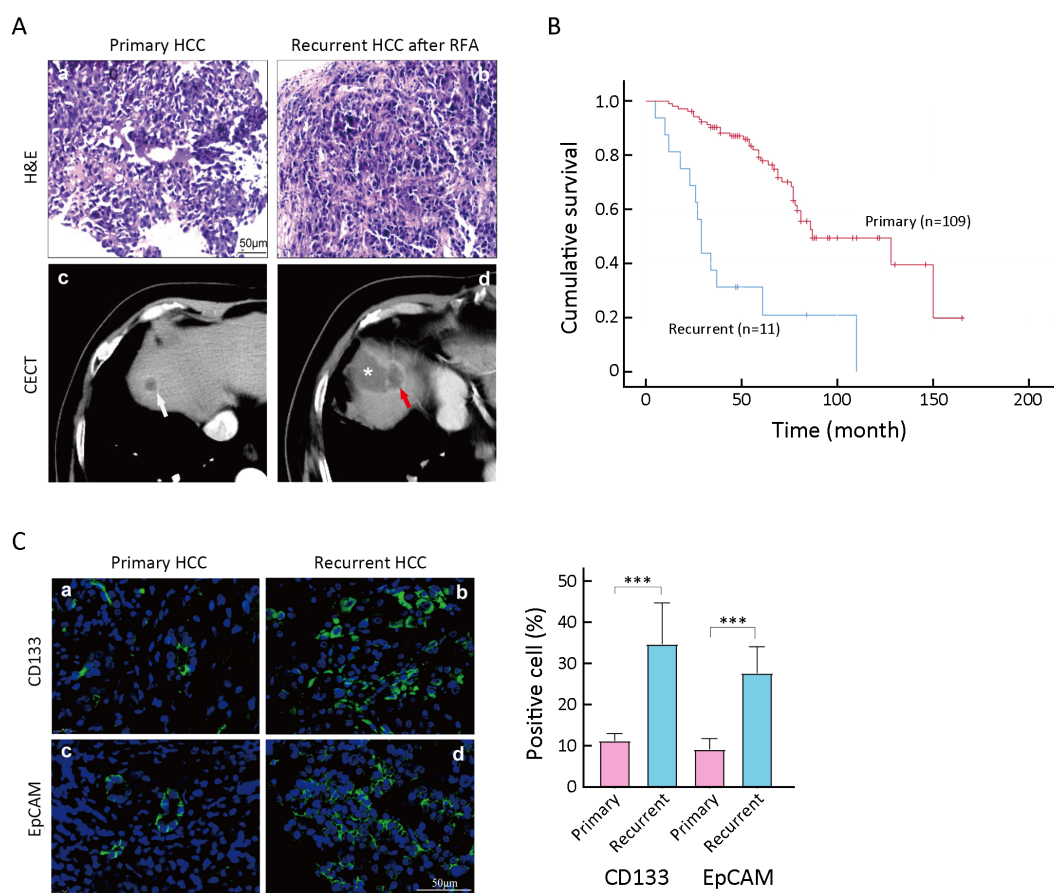 A
Primary HCC
Recurrent HCC after RFA
H&E
a
b
50μm
CECT
c
d
*
B
Cumulative survival
1.0
0.8
0.6
0.4
0.2
0
Primary (n=109)
Recurrent (n=11)
0
50
100
150
200
Time (month)
C
Primary HCC
Recurrent HCC
CD133
a
b
EpCAM
c
d
50μm
Positive cell (%)
50
40
30
20
10
0
***
***
Primary
Recurrent
Primary
Recurrent
CD133
EpCAM